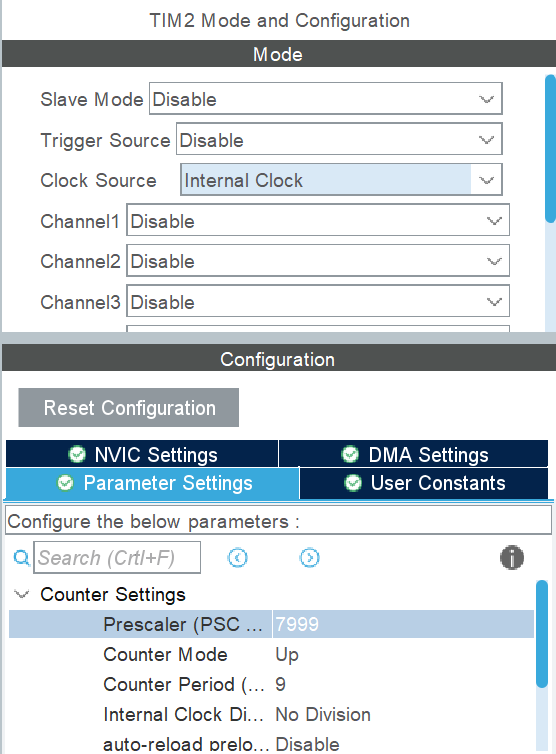 TIM2 Mode and Configuration
Mode
Slave Mode Disable
Trigger Source Disable
Clock Source Internal Clock
Channel1 Disable
Channel2 Disable
Channel3 Disable
Configuration
Reset Configuration
NVIC Settings DMA Settings
Parameter Settings User Constants
Configure the below parameters :
Search (Crtl+F)
Counter Settings
Prescaler (PSC ... 7999
Counter Mode Up
Counter Period (... 9
Internal Clock Di... No Division
auto-reload prelo... Disable